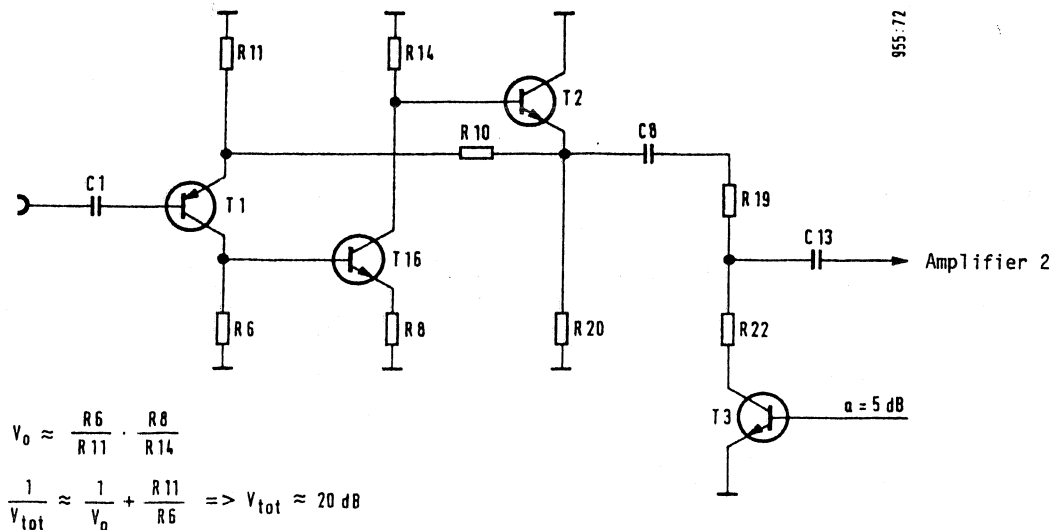 955:72
R11
R14
T2
R10
C8
C1
T1
R19
T16
C13
Amplifier 2
R6
R8
R20
R22
T3
a = 5 dB
V₀ ≈ R6/R11 · R8/R14
1/Vtot ≈ 1/V₀ + R11/R6 => Vtot ≈ 20 dB